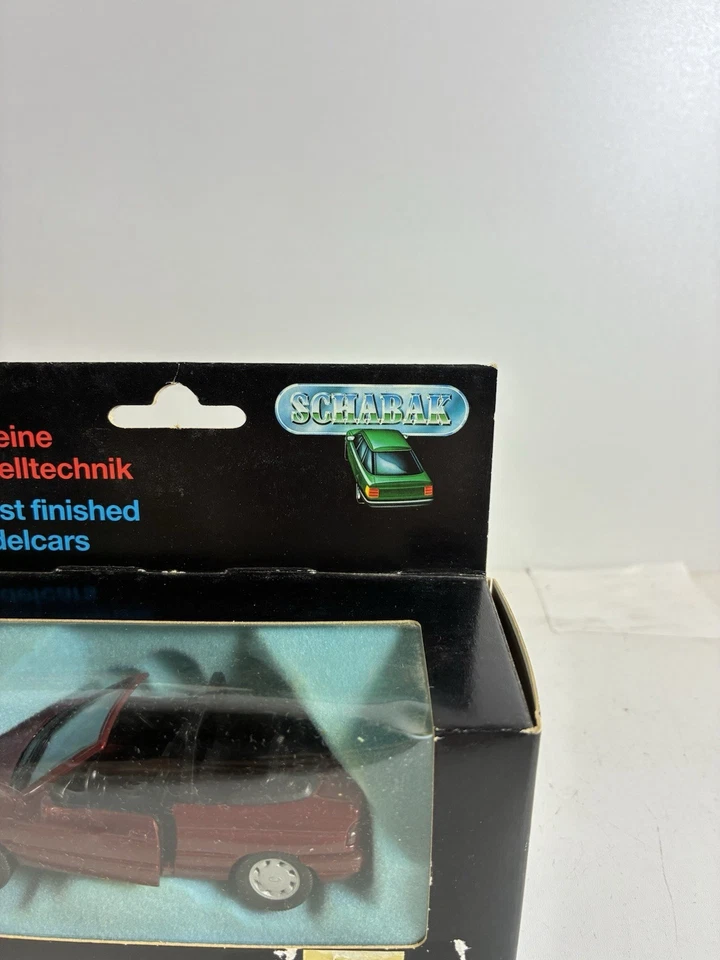 SCHABAK
eine
elltechnik
st finished
delcars